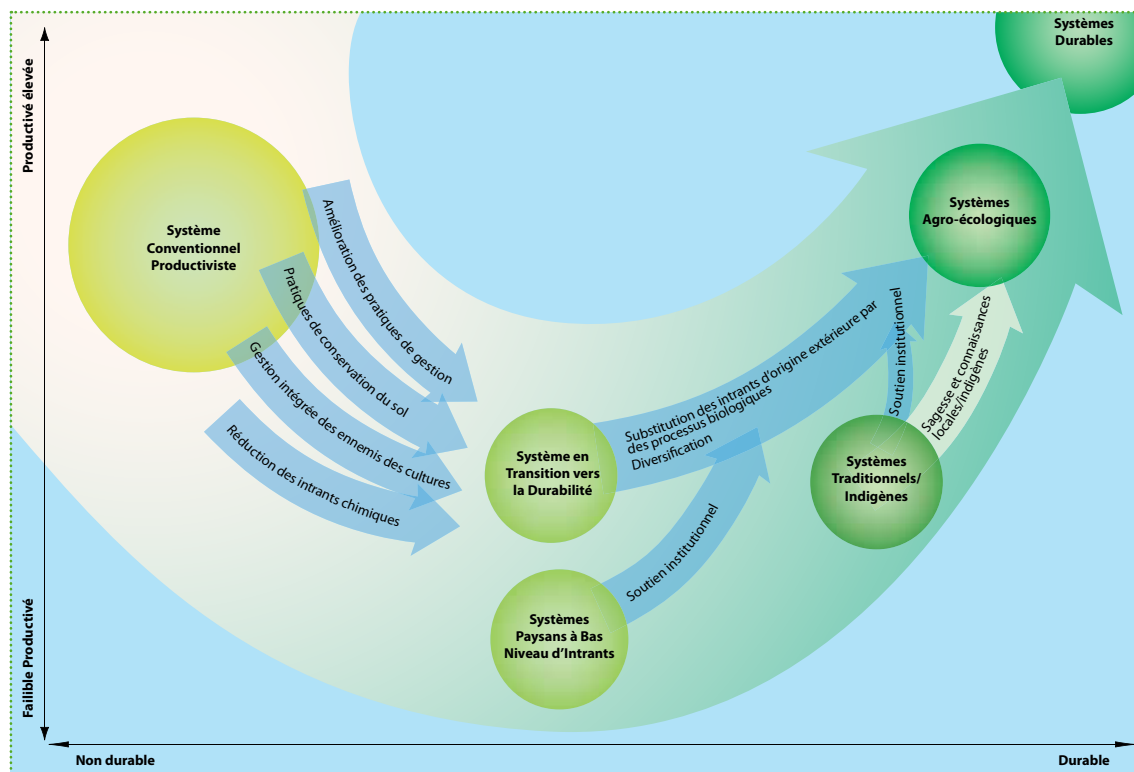 Productivé élevée
Faillible Productivé
Non durable
Durable
Systèmes
Durables
Système
Conventionnel
Productiviste
Amélioration des pratiques de gestion
Pratiques de conservation du sol
Gestion intégrée des ennemis des cultures
Réduction des intrants chimiques
Système en
Transition vers
la Durabilité
Systèmes
Paysans à Bas
Niveau d’Intrants
Substitution des intrants d’origine extérieure par
des processus biologiques
Diversification
Soutien institutionnel
Systèmes
Agro-écologiques
Soutien institutionnel
Sagesse et connaissances
locales/indigènes
Systèmes
Traditionnels/
Indigènes